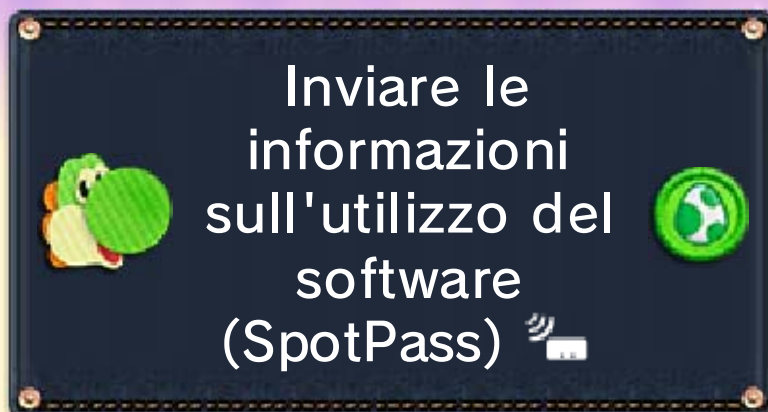 Inviare le
informazioni
sull'utilizzo del
software
(SpotPass)